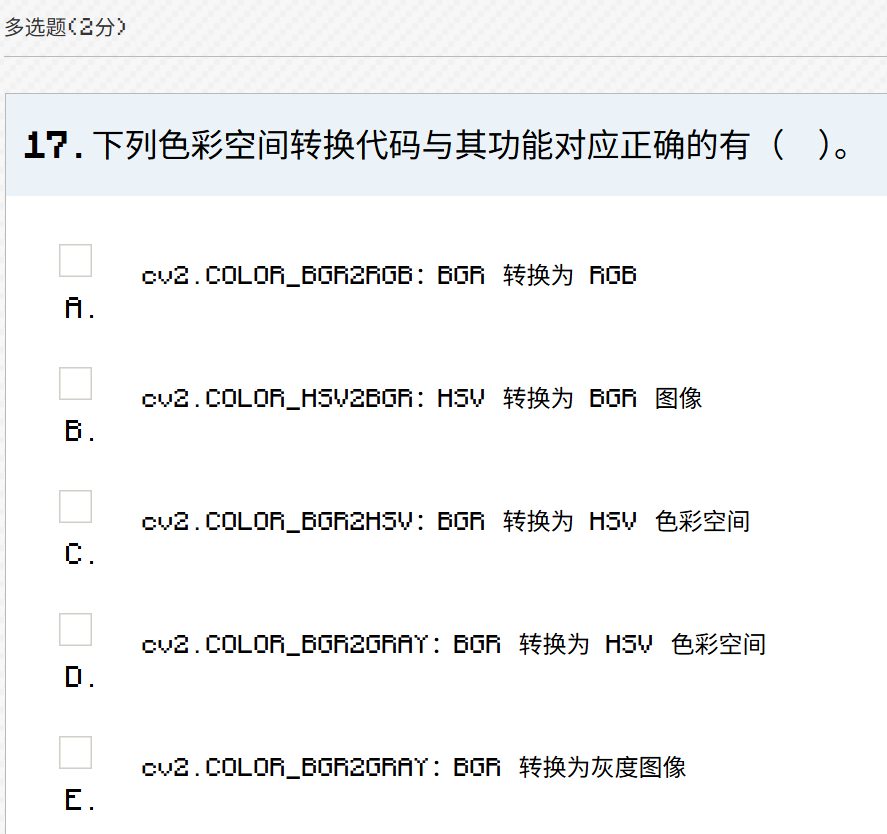 多选题(2分)
17.下列色彩空间转换代码与其功能对应正确的有（　）。
cv2.COLOR_BGR2RGB: BGR 转换为 RGB
A.
cv2.COLOR_HSV2BGR: HSV 转换为 BGR 图像
B.
cv2.COLOR_BGR2HSV: BGR 转换为 HSV 色彩空间
C.
cv2.COLOR_BGR2GRAY: BGR 转换为 HSV 色彩空间
D.
cv2.COLOR_BGR2GRAY: BGR 转换为灰度图像
E.